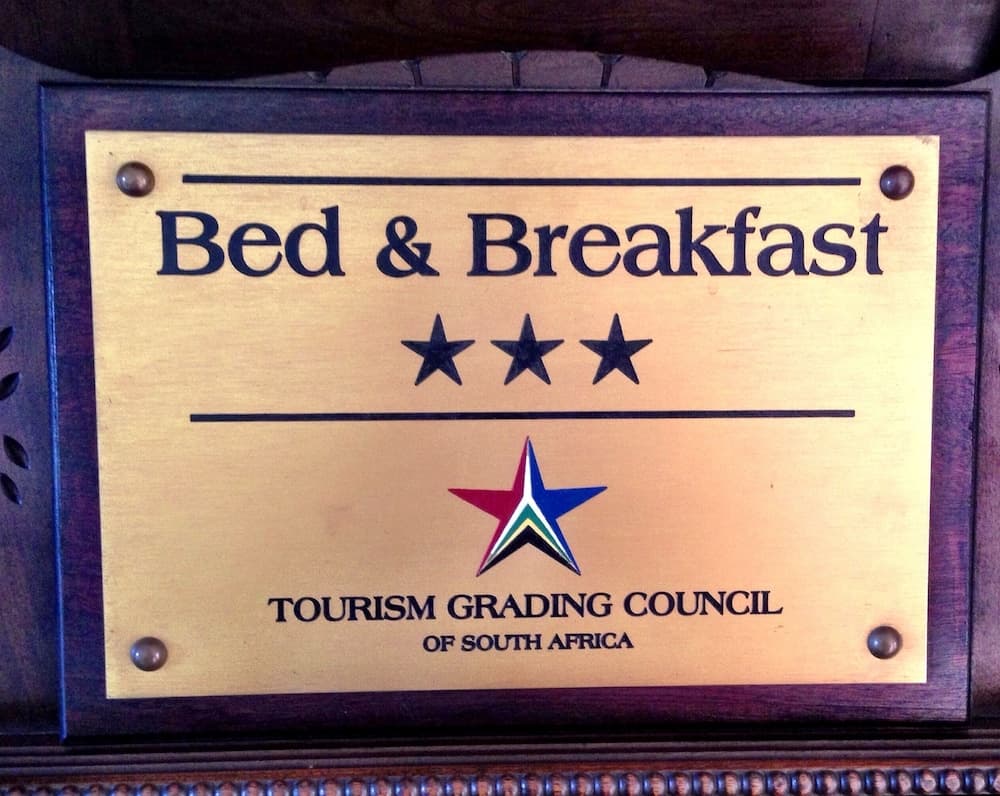 Bed & Breakfast
★★★
TOURISM GRADING COUNCIL
OF SOUTH AFRICA